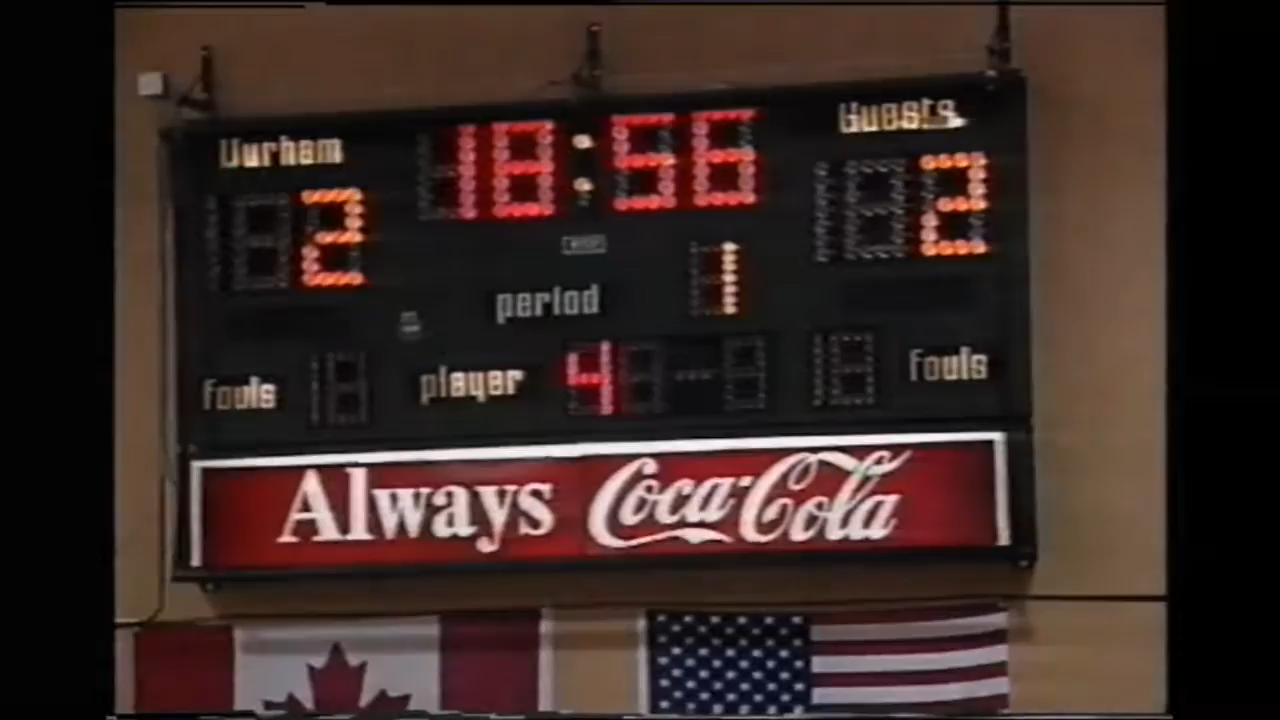 Durham 18:56 Guests
2 2
period 1
fouls player 4 fouls
Always Coca-Cola